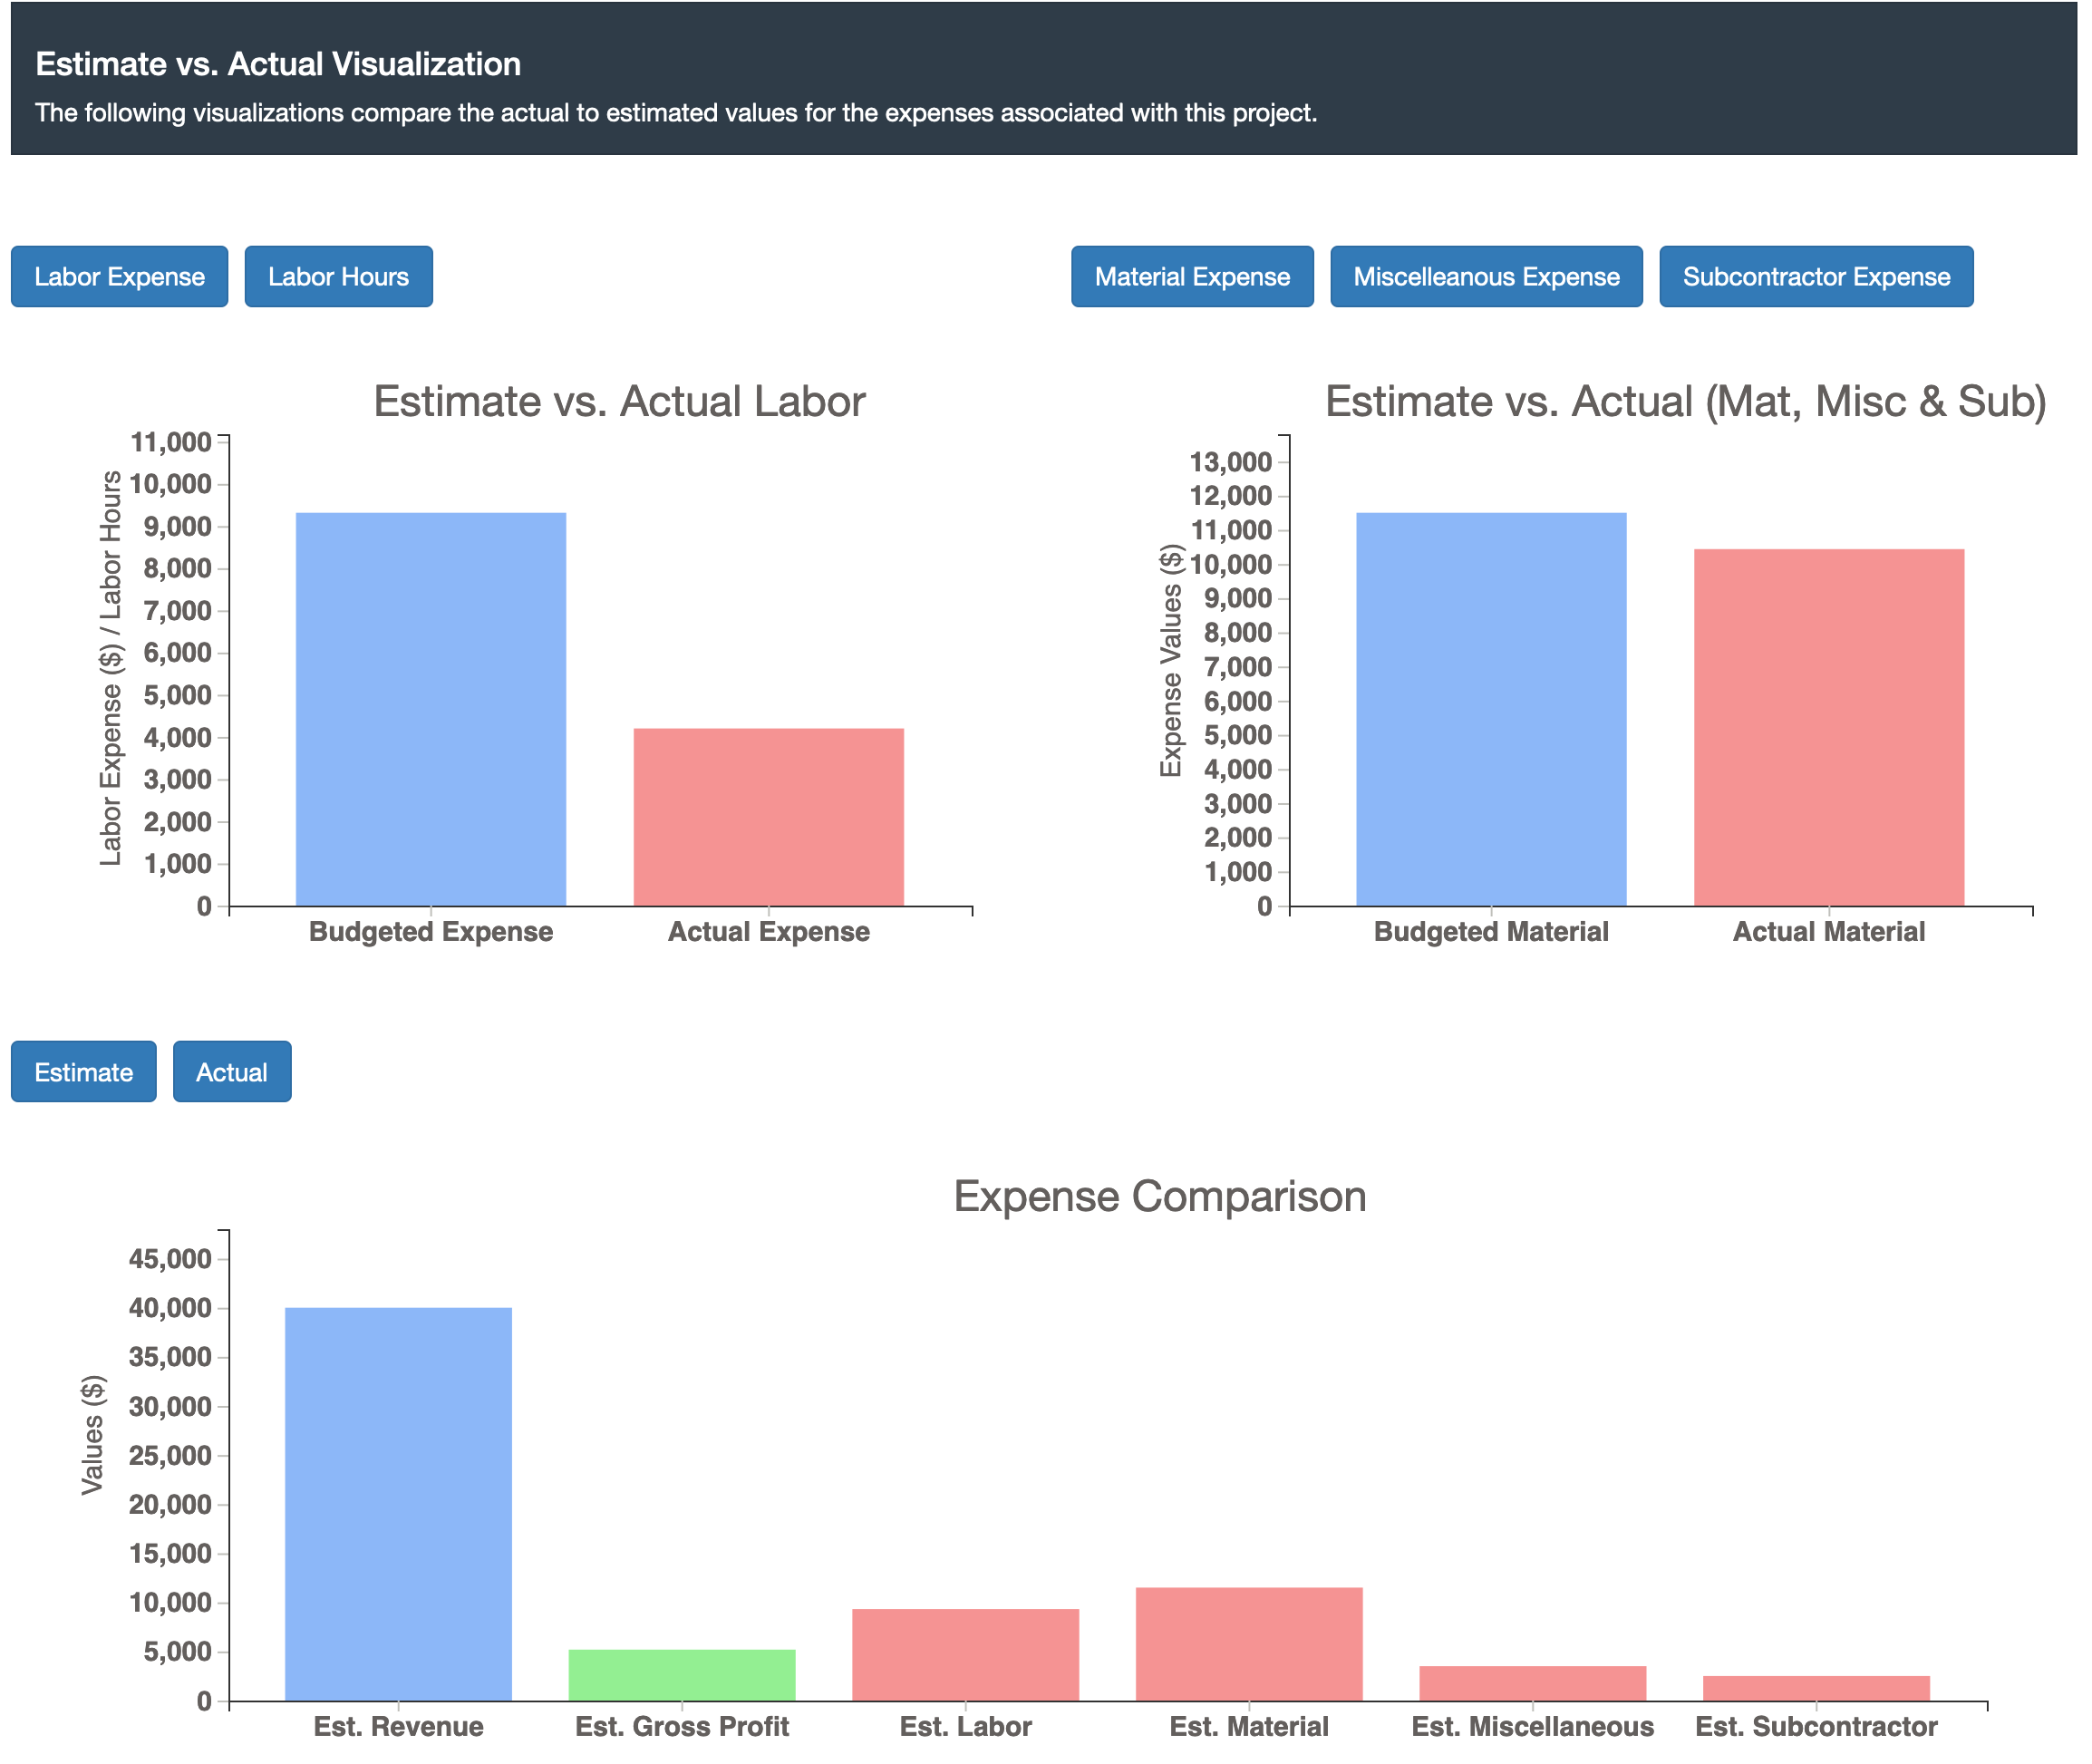 Estimate vs. Actual Visualization
The following visualizations compare the actual to estimated values for the expenses associated with this project.
Labor Expense
Labor Hours
Material Expense
Miscelleanous Expense
Subcontractor Expense
Estimate vs. Actual Labor
Labor Expense ($) / Labor Hours
11,000
10,000
9,000
8,000
7,000
6,000
5,000
4,000
3,000
2,000
1,000
0
Budgeted Expense
Actual Expense
Estimate vs. Actual (Mat, Misc & Sub)
Expense Values ($)
13,000
12,000
11,000
10,000
9,000
8,000
7,000
6,000
5,000
4,000
3,000
2,000
1,000
0
Budgeted Material
Actual Material
Estimate
Actual
Expense Comparison
Values ($)
45,000
40,000
35,000
30,000
25,000
20,000
15,000
10,000
5,000
0
Est. Revenue
Est. Gross Profit
Est. Labor
Est. Material
Est. Miscellaneous
Est. Subcontractor